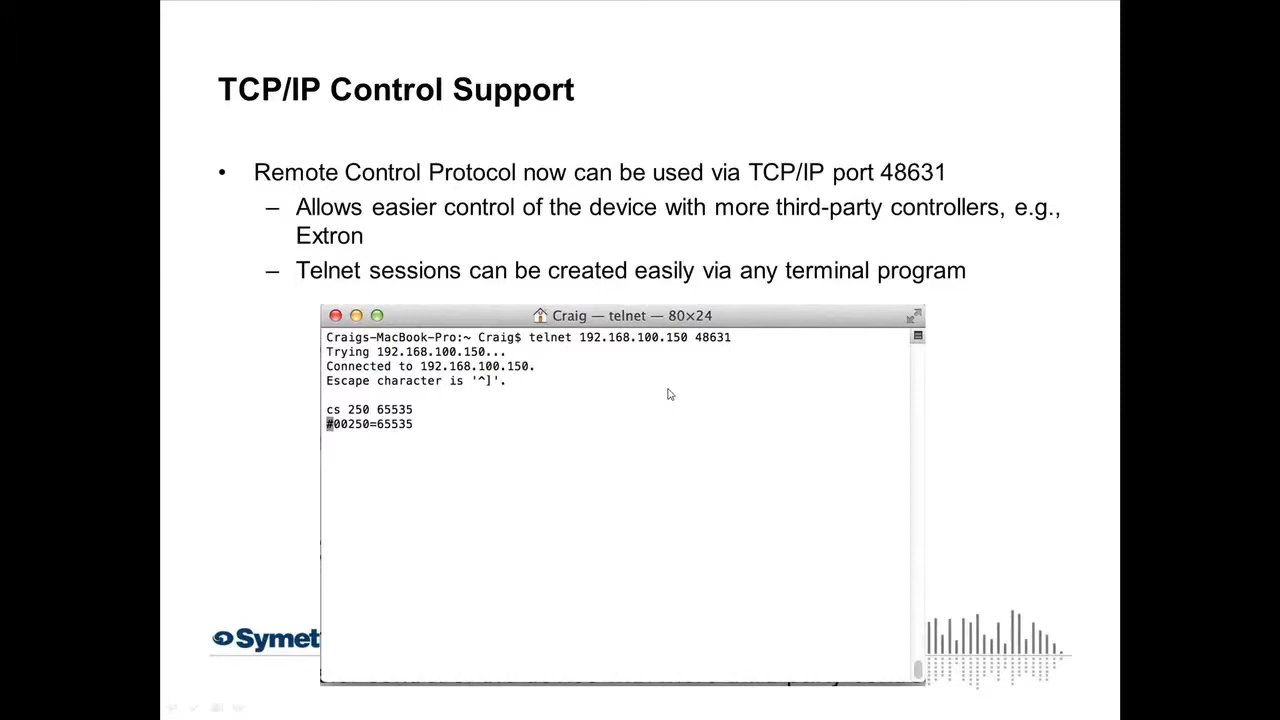 TCP/IP Control Support
• Remote Control Protocol now can be used via TCP/IP port 48631
– Allows easier control of the device with more third-party controllers, e.g.,
Extron
– Telnet sessions can be created easily via any terminal program
Craig — telnet — 80×24
Craigs-MacBook-Pro:~ Craig$ telnet 192.168.100.150 48631
Trying 192.168.100.150...
Connected to 192.168.100.150.
Escape character is '^]'.
cs 250 65535
#00250=65535
Symet